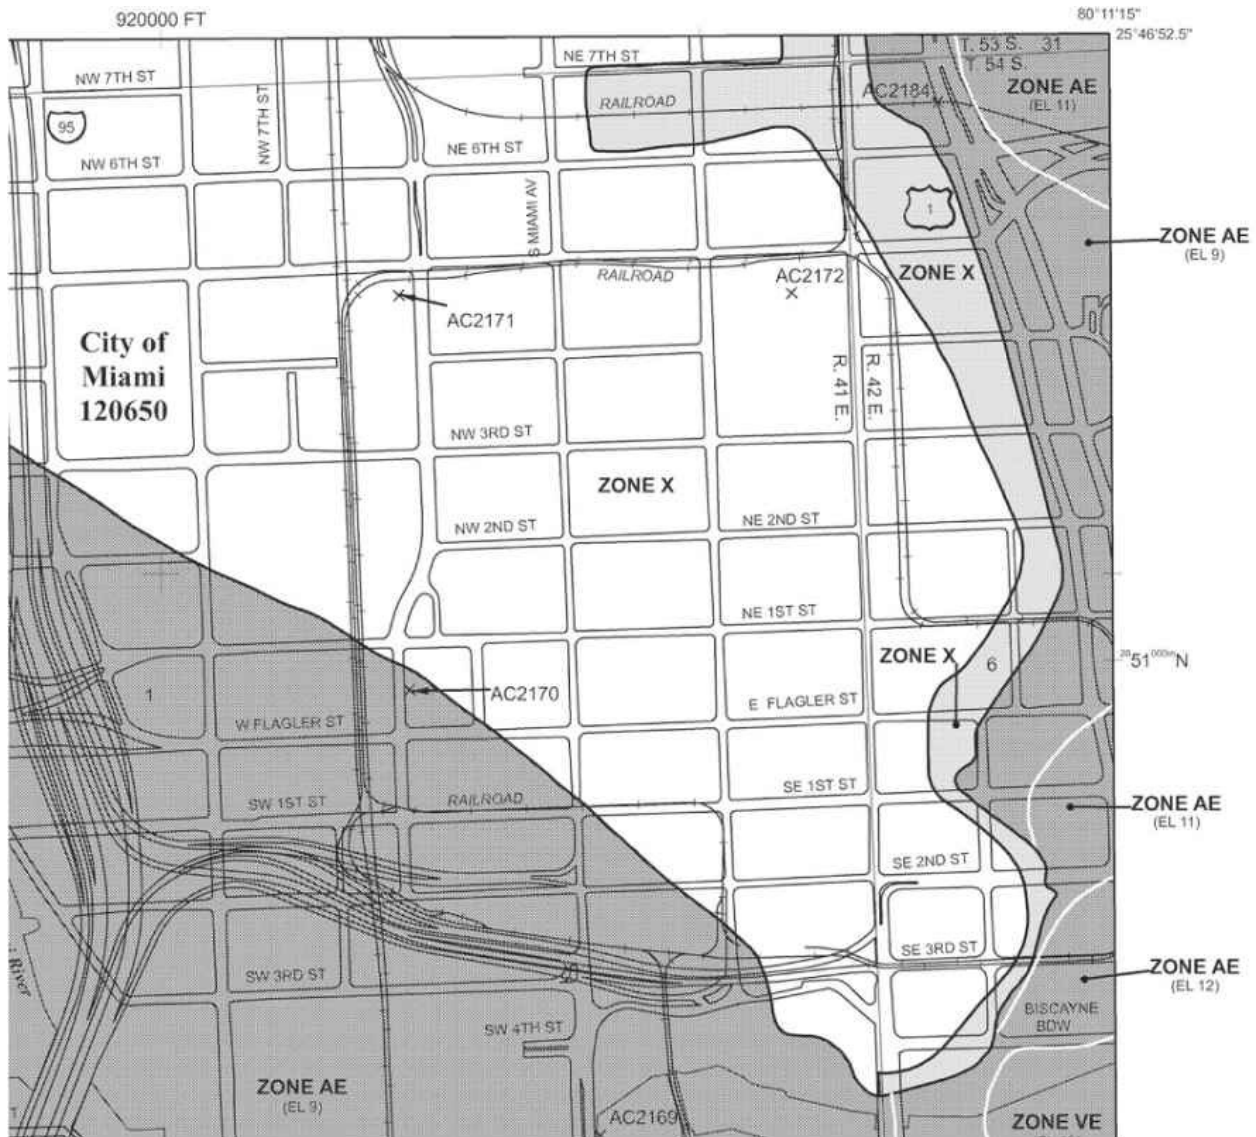 920000 FT
80°11'15"
25°46'52.5"
T. 53 S. 31
T. 54 S.
NE 7TH ST
NW 7TH ST
ZONE AE
(EL 11)
RAILROAD
AC2184
95
NW 7TH ST
NE 6TH ST
NW 6TH ST
S MIAMI AV
1
ZONE AE
(EL 9)
ZONE X
RAILROAD
AC2172
AC2171
City of
Miami
120650
R. 41 E.
R. 42 E.
NW 3RD ST
ZONE X
NW 2ND ST
NE 2ND ST
NE 1ST ST
ZONE X
6
2851000mN
1
AC2170
E FLAGLER ST
W FLAGLER ST
SE 1ST ST
SW 1ST ST
RAILROAD
ZONE AE
(EL 11)
SE 2ND ST
SE 3RD ST
River
SW 3RD ST
ZONE AE
(EL 12)
BISCAYNE
BDW
SW 4TH ST
ZONE AE
(EL 9)
AC2169
ZONE VE